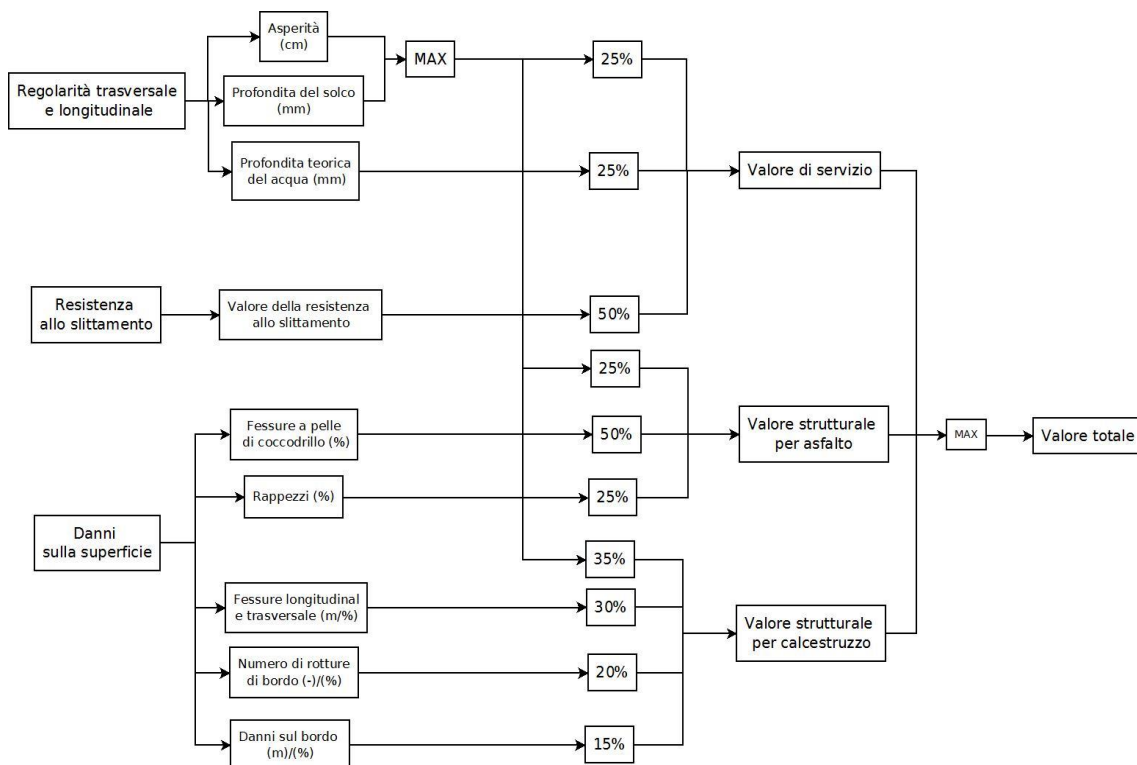 Asperità
(cm)
MAX
25%
Regolarità trasversale
e longitudinale
Profondita del solco
(mm)
Profondita teorica
del acqua (mm)
25%
Valore di servizio
Resistenza
allo slittamento
Valore della resistenza
allo slittamento
50%
25%
Fessure a pelle
di coccodrillo (%)
50%
Valore strutturale
per asfalto
MAX
Valore totale
Rappezzi (%)
25%
Danni
sulla superficie
35%
Fessure longitudinal
e trasversale (m/%)
30%
Valore strutturale
per calcestruzzo
Numero di rotture
di bordo (-)/(%)
20%
Danni sul bordo
(m)/(%)
15%